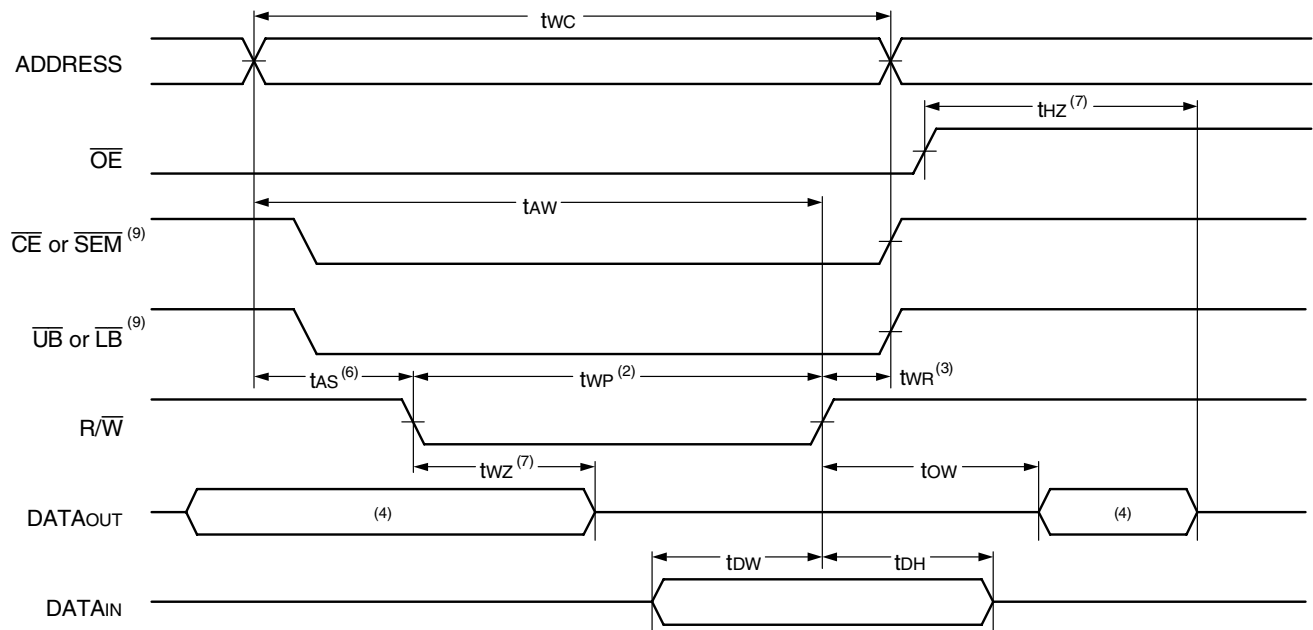 tWC
ADDRESS
tHZ (7)
OE
tAW
CE or SEM (9)
UB or LB (9)
tAS (6) tWP (2) tWR (3)
R/W
tWZ (7) tOW
DATAOUT (4) (4)
tDW tDH
DATAIN